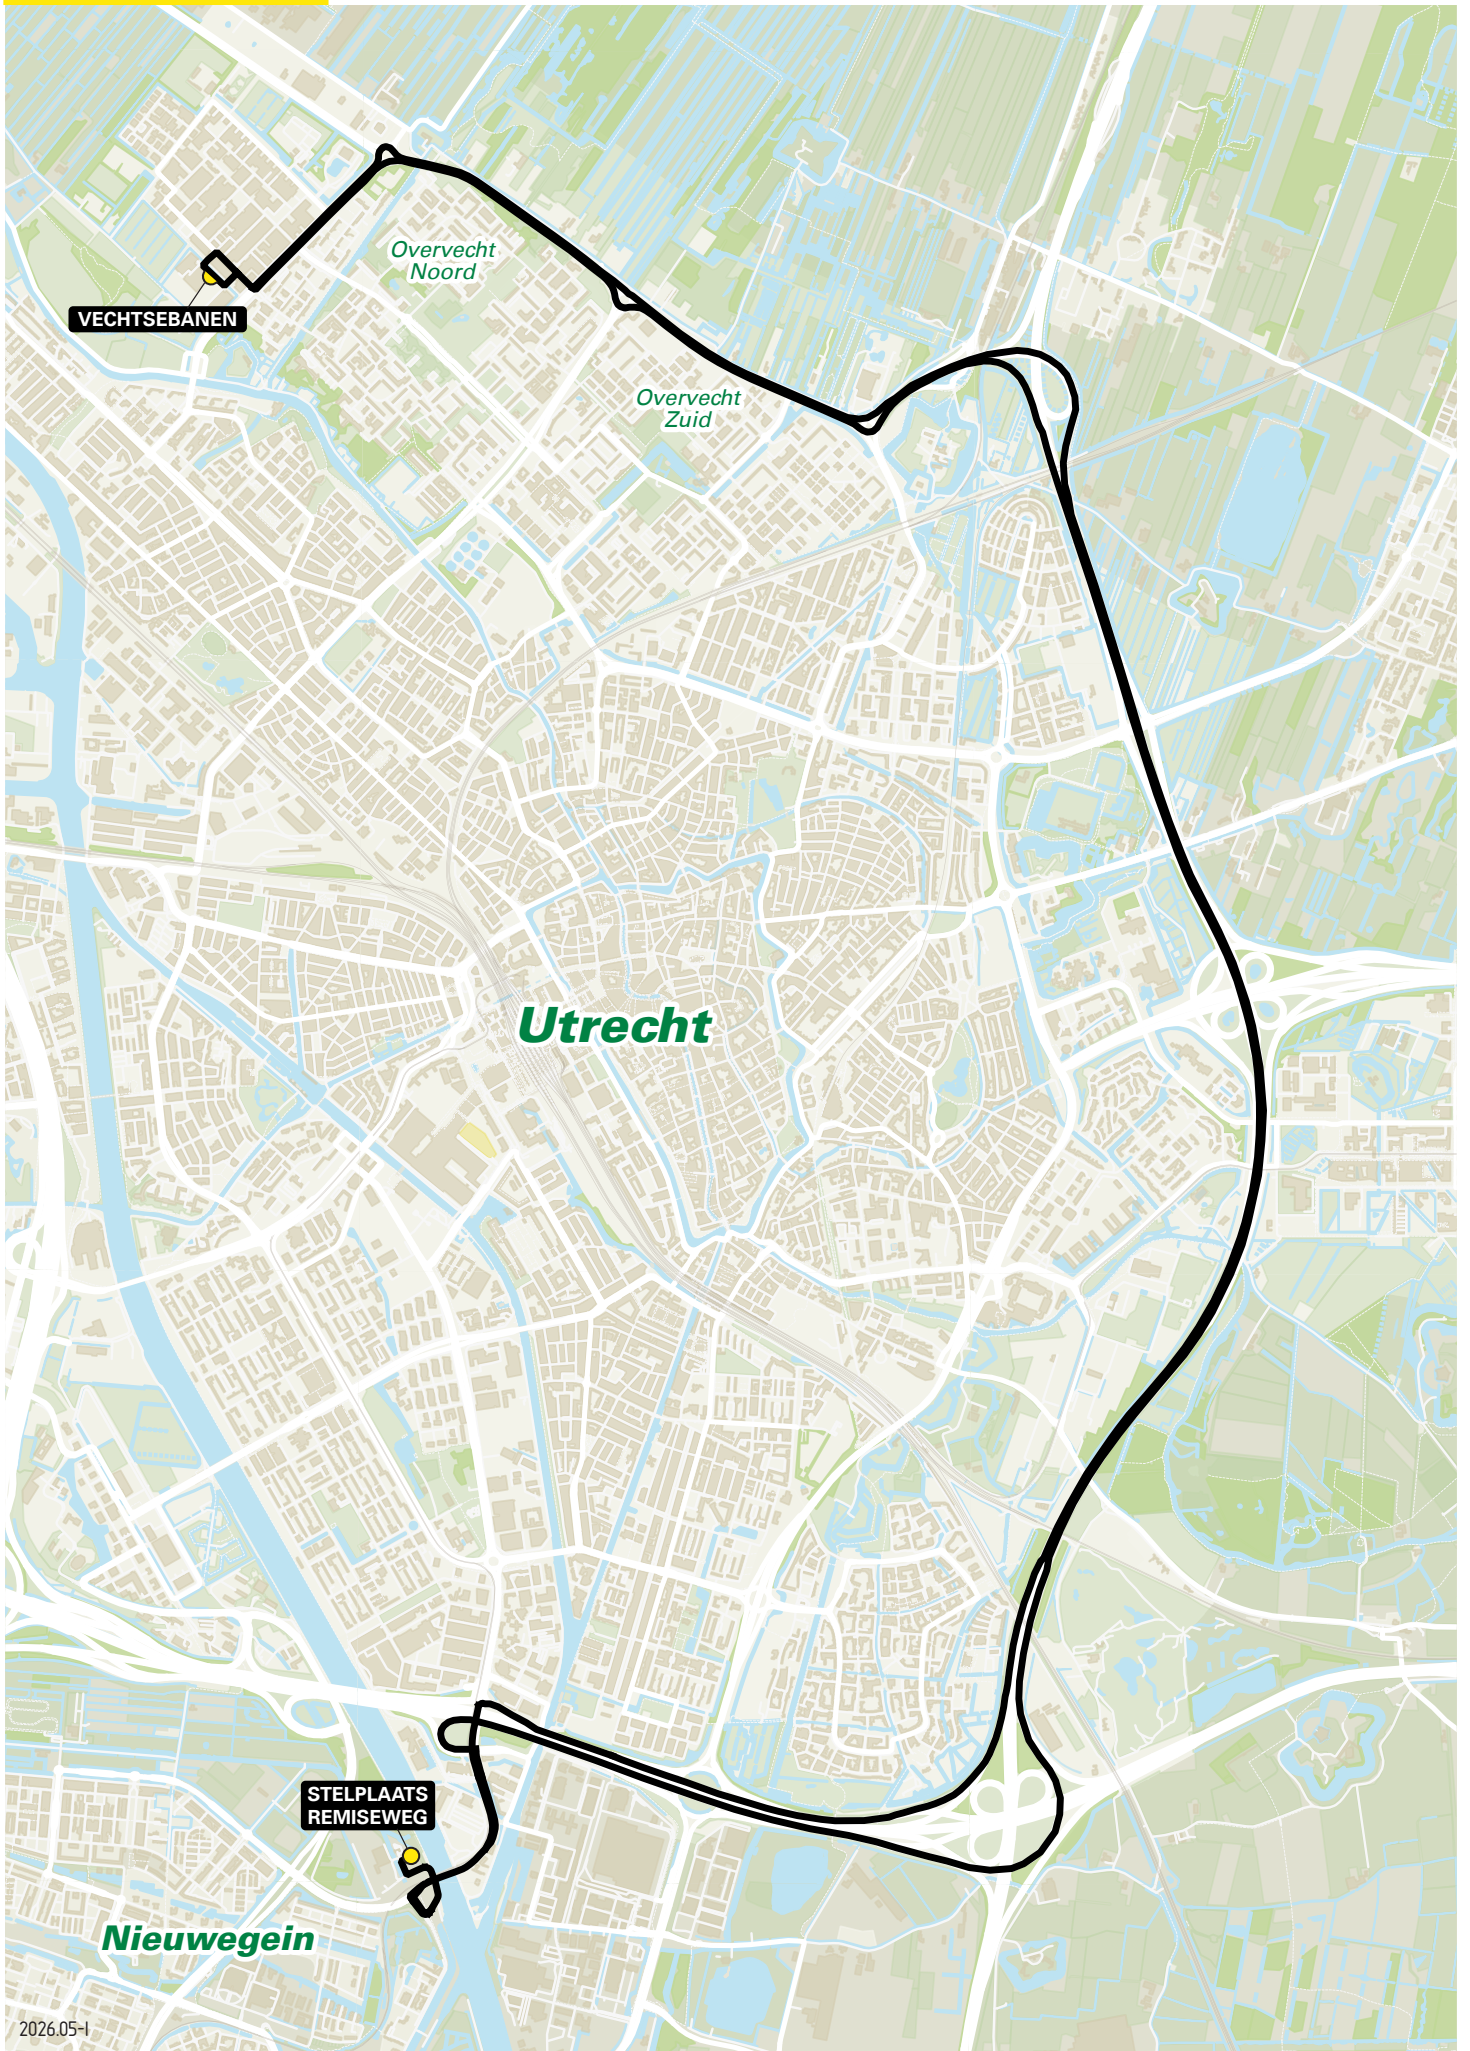 Overvecht
Noord
VECHTSEBANEN
Overvecht
Zuid
Utrecht
STELPLAATS
REMISEWEG
Nieuwegein
2026.05-I